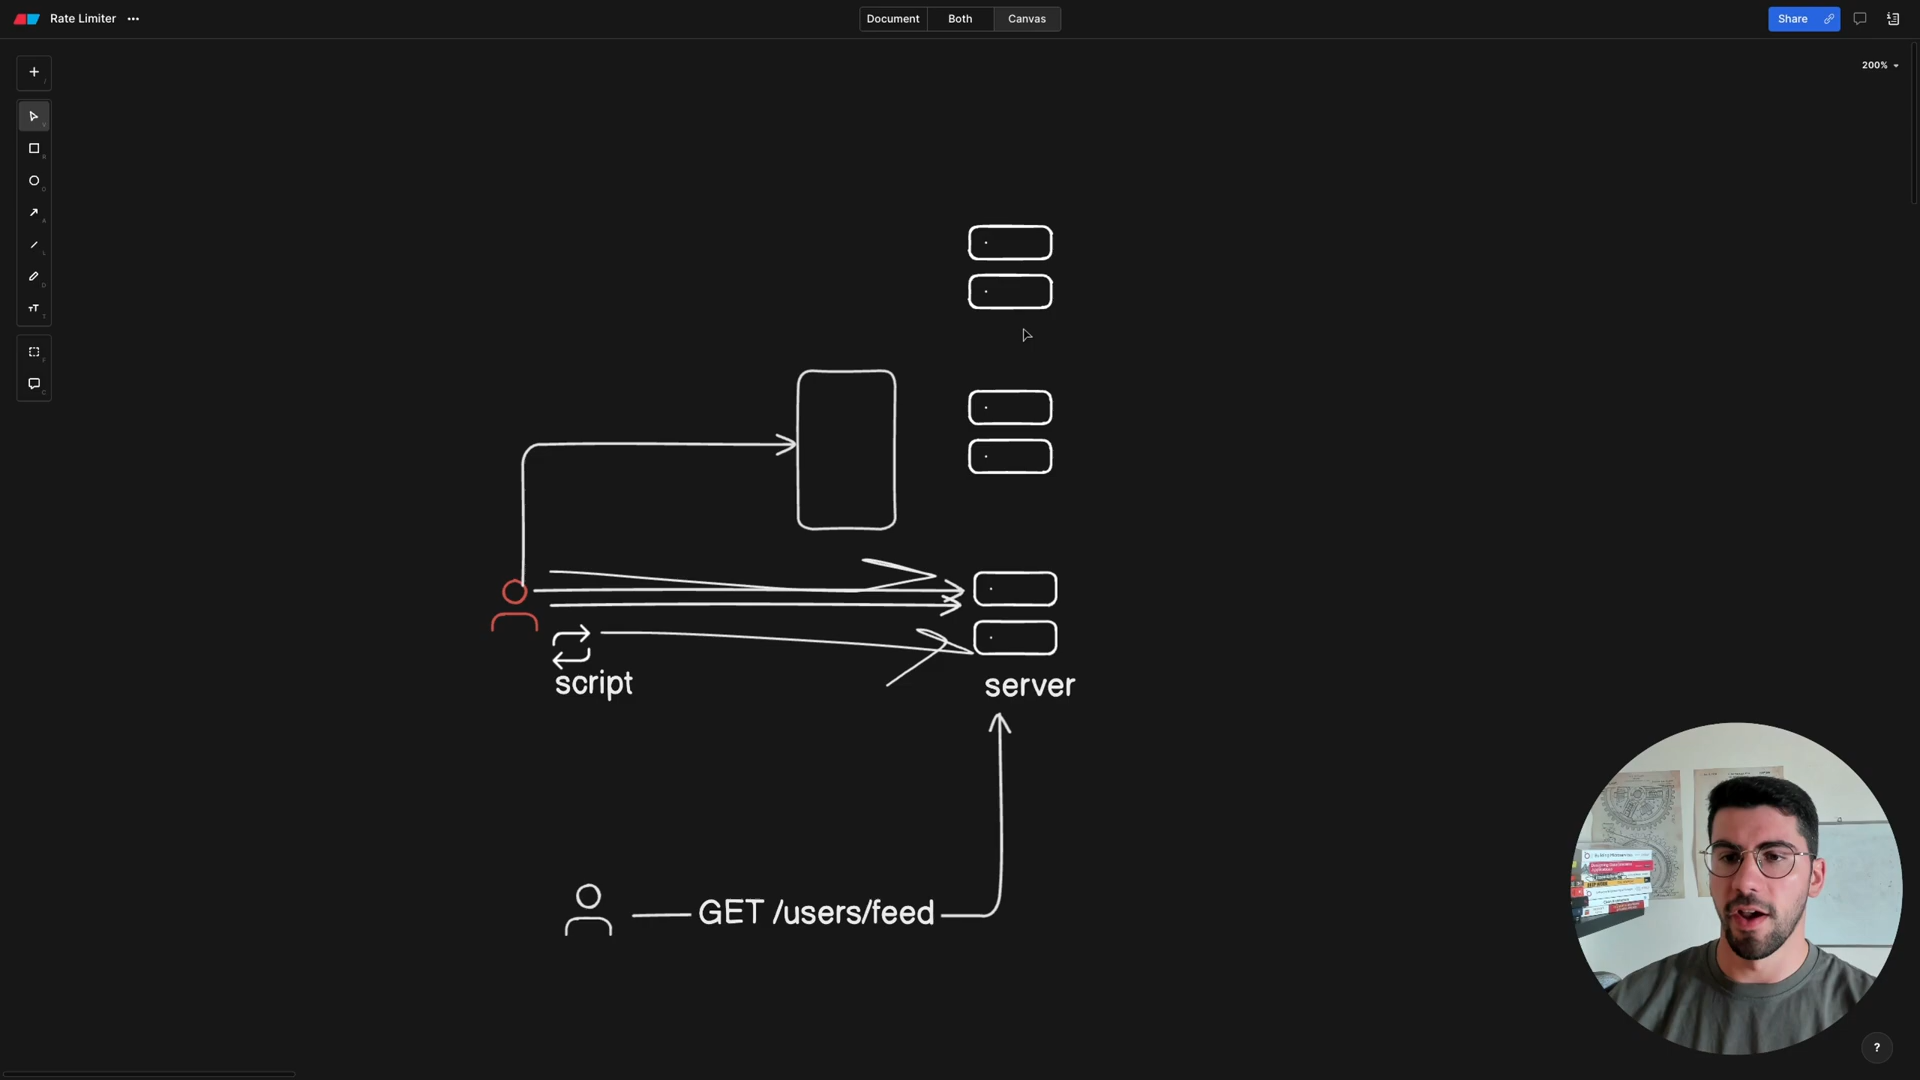 Rate Limiter
Document Both Canvas
Share
200%
script
server
GET /users/feed
?